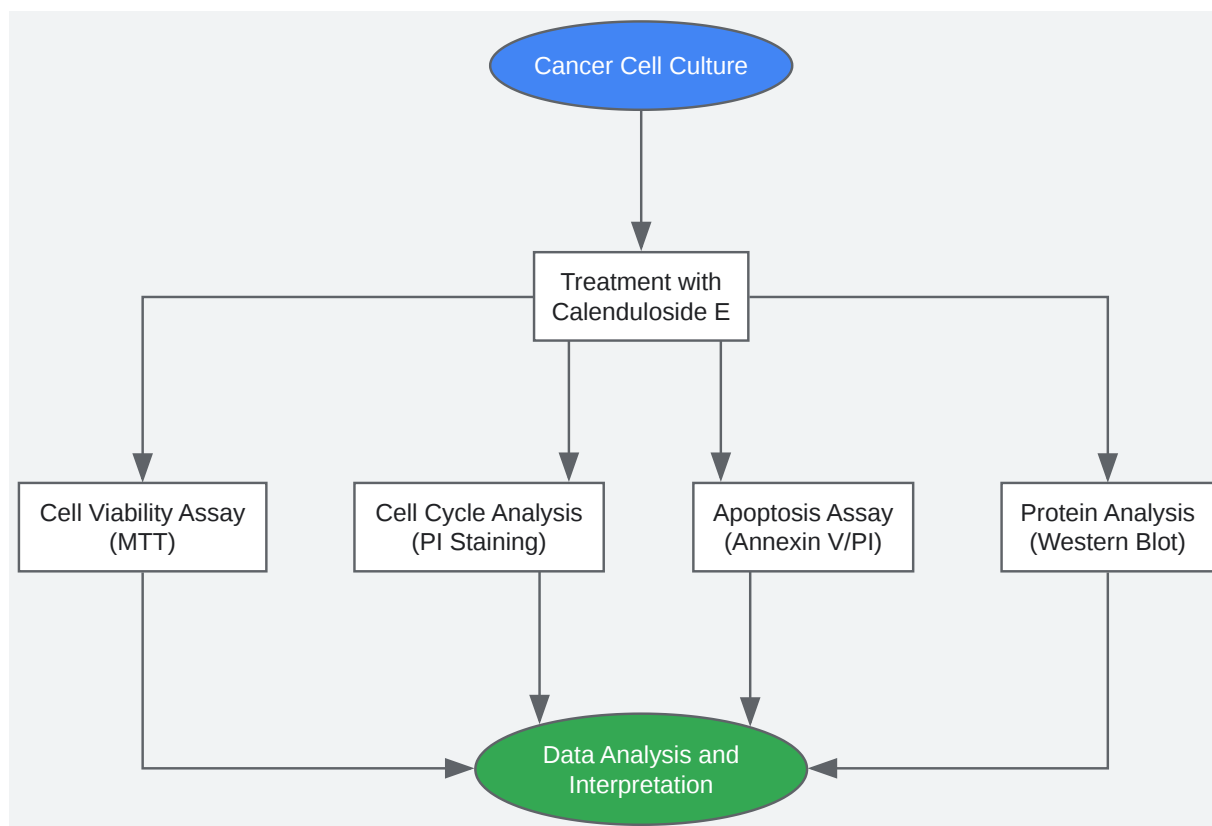 Cancer Cell Culture
Treatment with
Calenduloside E
Cell Viability Assay
(MTT)
Cell Cycle Analysis
(PI Staining)
Apoptosis Assay
(Annexin V/PI)
Protein Analysis
(Western Blot)
Data Analysis and
Interpretation